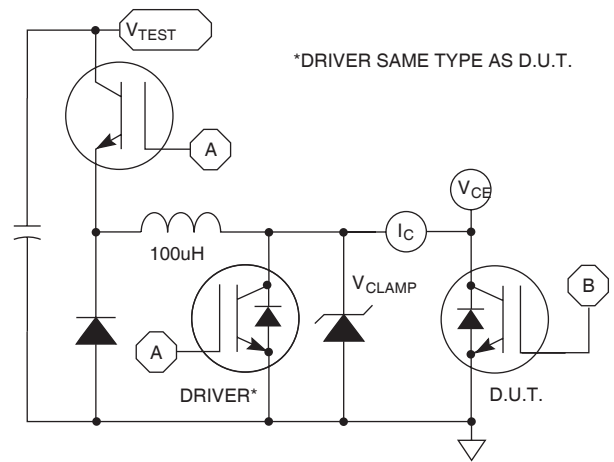 V_TEST
*DRIVER SAME TYPE AS D.U.T.
A
V_CE
I_C
100uH
V_CLAMP
B
A
DRIVER*
D.U.T.